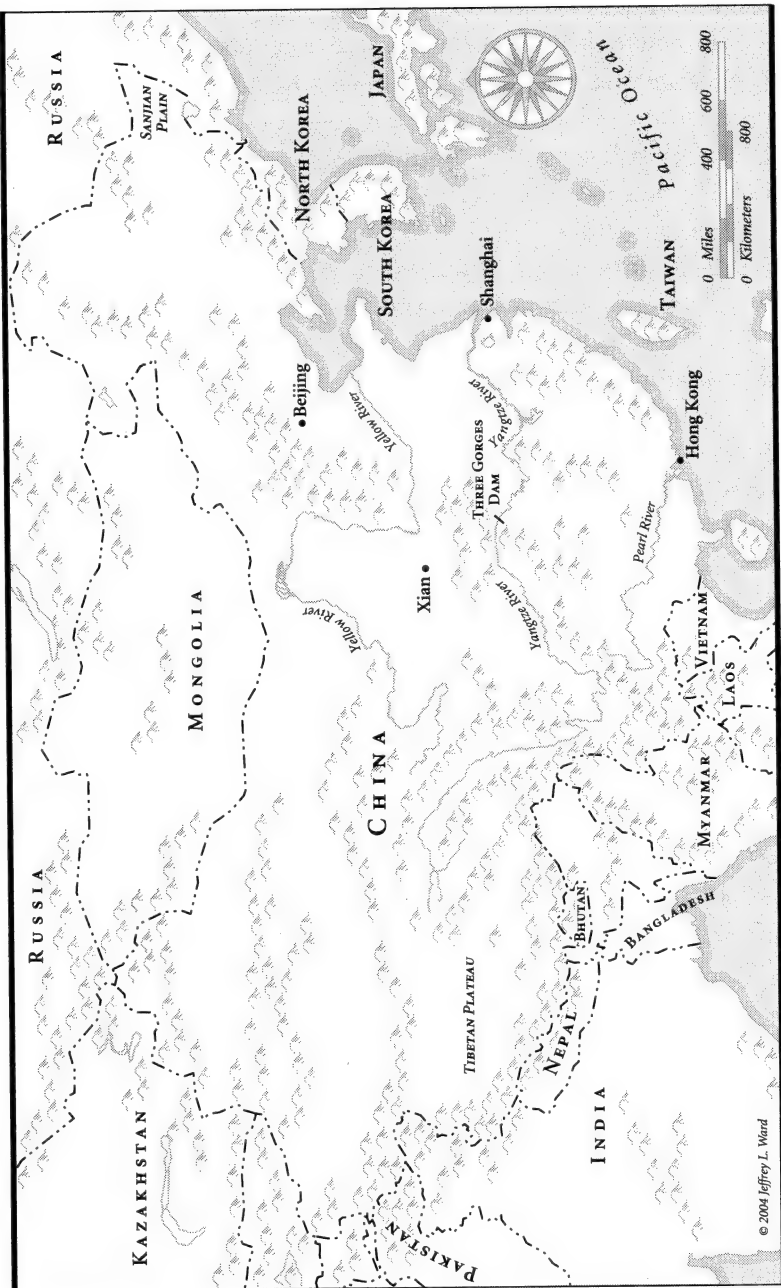 RUSSIA
RUSSIA
KAZAKHSTAN
MONGOLIA
SANJIAN
PLAIN
Beijing
NORTH KOREA
JAPAN
SOUTH KOREA
Yellow River
Yellow River
CHINA
Xian
PAKISTAN
TIBETAN PLATEAU
THREE GORGES
DAM
Yangtze River
Yangtze River
Shanghai
NEPAL
BHUTAN
INDIA
BANGLADESH
MYANMAR
LAOS
VIETNAM
Pearl River
Hong Kong
TAIWAN
Pacific Ocean
0 Miles 400 600 800
0 Kilometers 800
© 2004 Jeffrey L. Ward